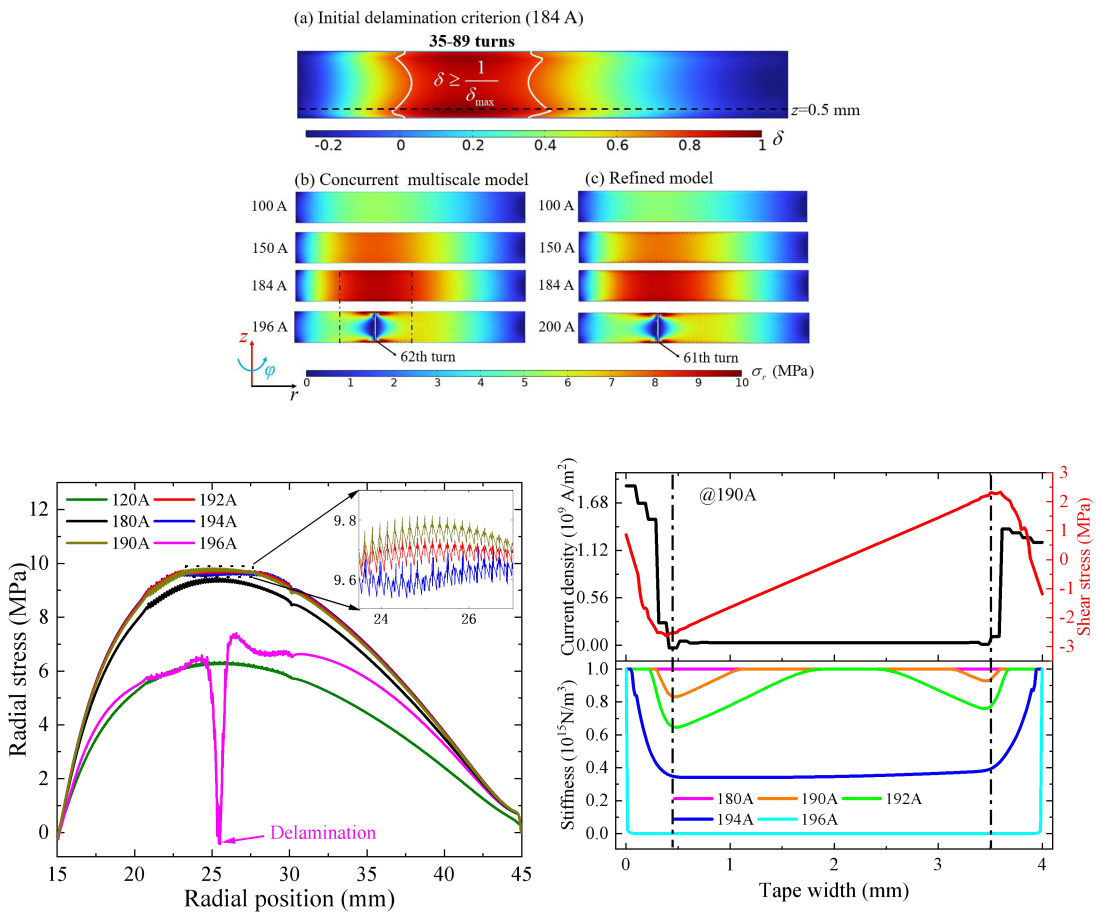 (a) Initial delamination criterion (184 A)
35-89 turns
δ ≥ 1/δmax
z=0.5 mm
-0.2 0 0.2 0.4 0.6 0.8 1 δ
(b) Concurrent multiscale model
100 A
150 A
184 A
196 A
62th turn
(c) Refined model
100 A
150 A
184 A
200 A
61th turn
z
φ
r
0 1 2 3 4 5 6 7 8 9 10 σr (MPa)
Radial stress (MPa)
12
10
8
6
4
2
0
120A 192A
180A 194A
190A 196A
9.8
9.6
24 26
Delamination
15 20 25 30 35 40 45
Radial position (mm)
Current density (10⁹ A/m²)
1.68
1.12
0.56
0.00
@190A
3
2
1
0
-1
-2
-3
Shear stress (MPa)
Stiffness (10¹⁵N/m³)
1.0
0.8
0.6
0.4
0.2
0.0
180A 190A 192A
194A 196A
0 1 2 3 4
Tape width (mm)